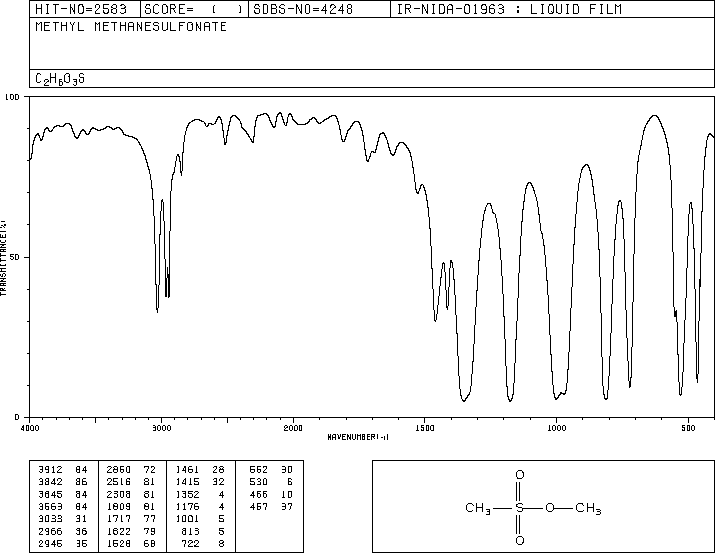 HIT-NO=2583 SCORE= ( ) SDBS-NO=4248 IR-NIDA-01963 : LIQUID FILM
METHYL METHANESULFONATE
C2H6O3S
100
50
0
TRANSMITTANCE(%)
4000 3000 2000 1500 1000 500
WAVENUMBER(-1)
3912 84 2850 72 1461 28 552 30
3842 86 2516 81 1415 32 530 6
3645 84 2308 81 1352 4 466 10
3563 84 1809 81 1176 4 457 37
3033 31 1717 77 1001 5
2966 36 1622 79 813 5
2945 35 1528 68 722 8
O
CH3 S O CH3
O